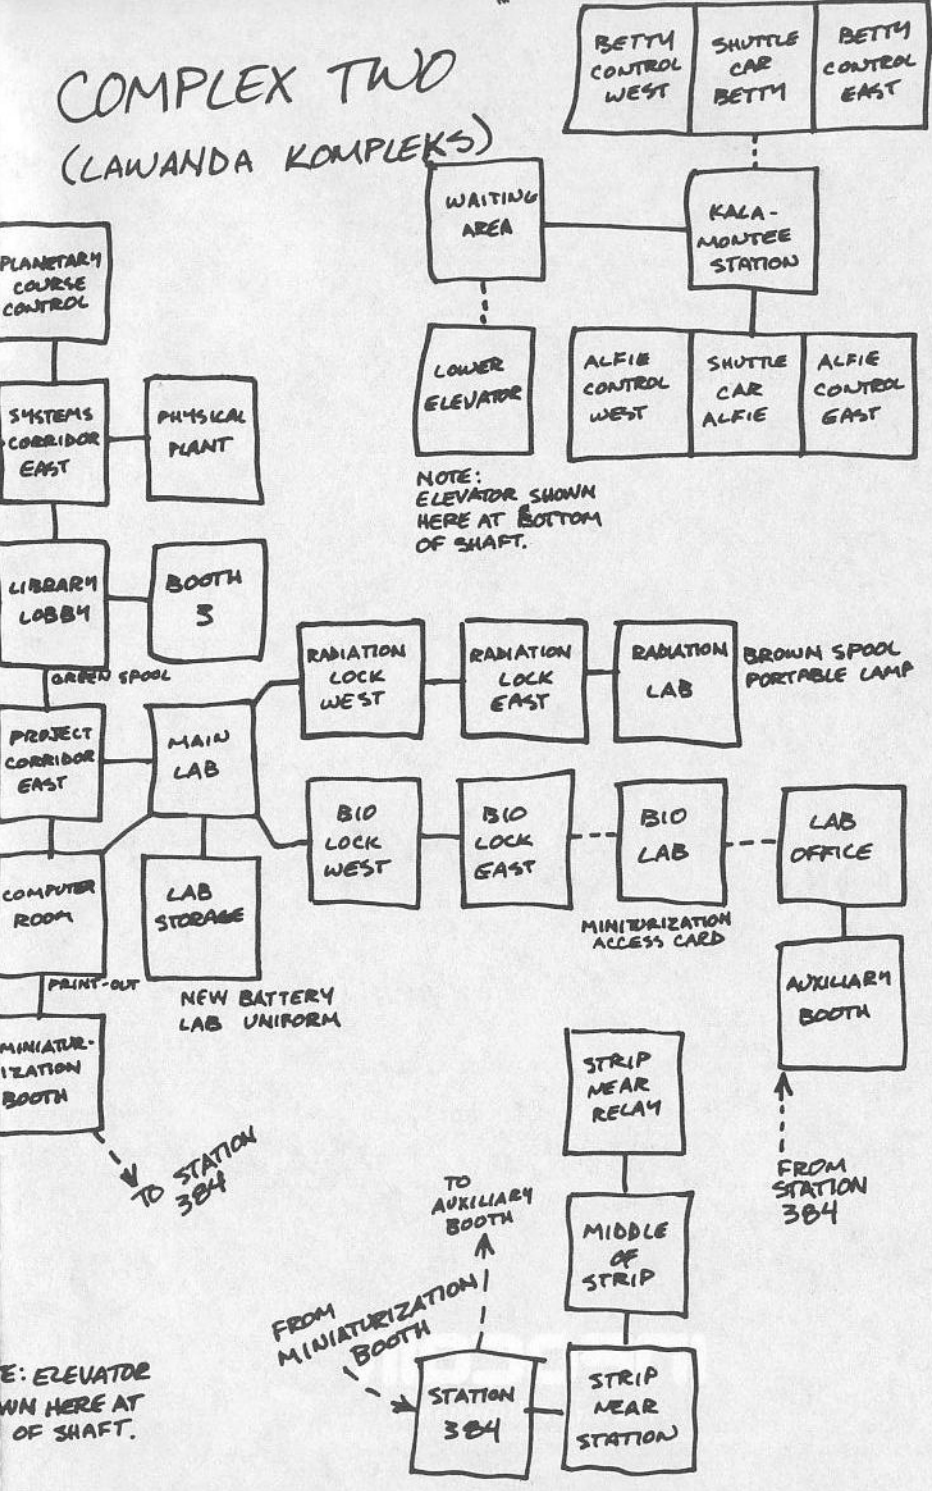 COMPLEX TWO
(LAWANDA KOMPLEKS)
BETTY
CONTROL
WEST
SHUTTLE
CAR
BETTY
BETTY
CONTROL
EAST
WAITING
AREA
KALA-
MONTEE
STATION
LOWER
ELEVATOR
ALFIE
CONTROL
WEST
SHUTTLE
CAR
ALFIE
ALFIE
CONTROL
EAST
NOTE:
ELEVATOR SHOWN
HERE AT BOTTOM
OF SHAFT.
PLANETARY
COURSE
CONTROL
SYSTEMS
CORRIDOR
EAST
PHYSICAL
PLANT
LIBRARY
LOBBY
BOOTH
3
GREEN SPOOL
RADIATION
LOCK
WEST
RADIATION
LOCK
EAST
RADIATION
LAB
BROWN SPOOL
PORTABLE LAMP
PROJECT
CORRIDOR
EAST
MAIN
LAB
BIO
LOCK
WEST
BIO
LOCK
EAST
BIO
LAB
LAB
OFFICE
MINITURIZATION
ACCESS CARD
COMPUTER
ROOM
LAB
STORAGE
PRINT-OUT
NEW BATTERY
LAB UNIFORM
AUXILIARY
BOOTH
MINIATUR-
IZATION
BOOTH
TO STATION
384
STRIP
NEAR
RELAY
FROM
STATION
384
TO
AUXILIARY
BOOTH
MIDDLE
OF
STRIP
FROM
MINIATURIZATION
BOOTH
STATION
384
STRIP
NEAR
STATION
E: ELEVATOR
WN HERE AT
OF SHAFT.